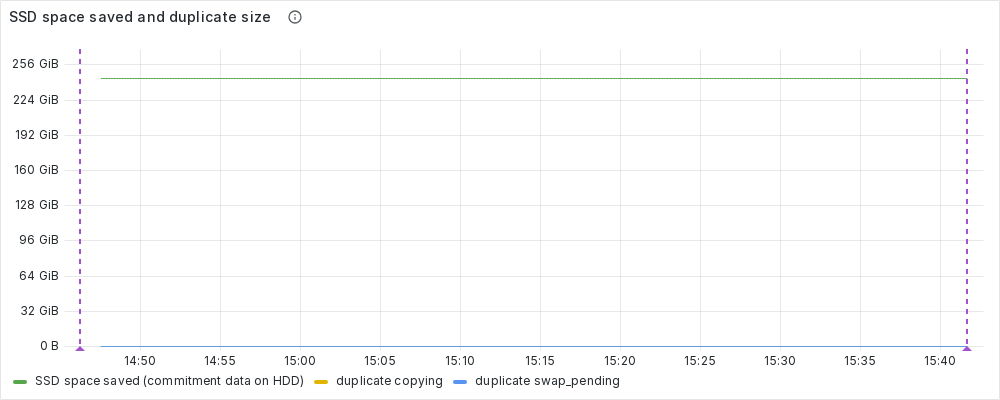 SSD space saved and duplicate size
256 GiB
224 GiB
192 GiB
160 GiB
128 GiB
96 GiB
64 GiB
32 GiB
0 B
14:50 14:55 15:00 15:05 15:10 15:15 15:20 15:25 15:30 15:35 15:40
SSD space saved (commitment data on HDD) duplicate copying duplicate swap_pending